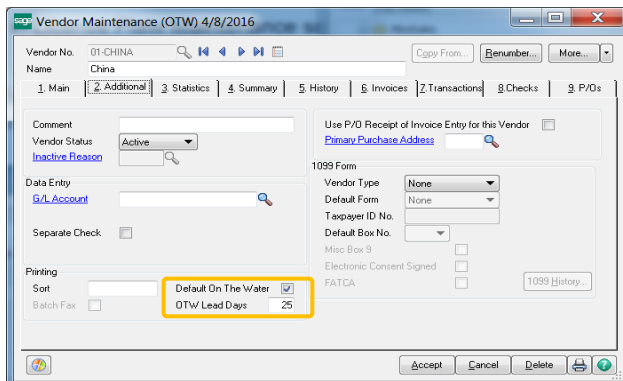 sage Vendor Maintenance (OTW) 4/8/2016
Vendor No. 01-CHINA Copy From... Renumber... More...
Name China
1. Main 2. Additional 3. Statistics 4. Summary 5. History 6. Invoices 7.Transactions 8.Checks 9. P/Os
Comment
Vendor Status Active
Inactive Reason
Data Entry
G/L Account
Separate Check
Printing
Sort Default On The Water
Batch Fax OTW Lead Days 25
Use P/O Receipt of Invoice Entry for this Vendor
Primary Purchase Address
1099 Form
Vendor Type None
Default Form None
Taxpayer ID No.
Default Box No.
Misc Box 9
Electronic Consent Signed
FATCA 1099 History...
Accept Cancel Delete